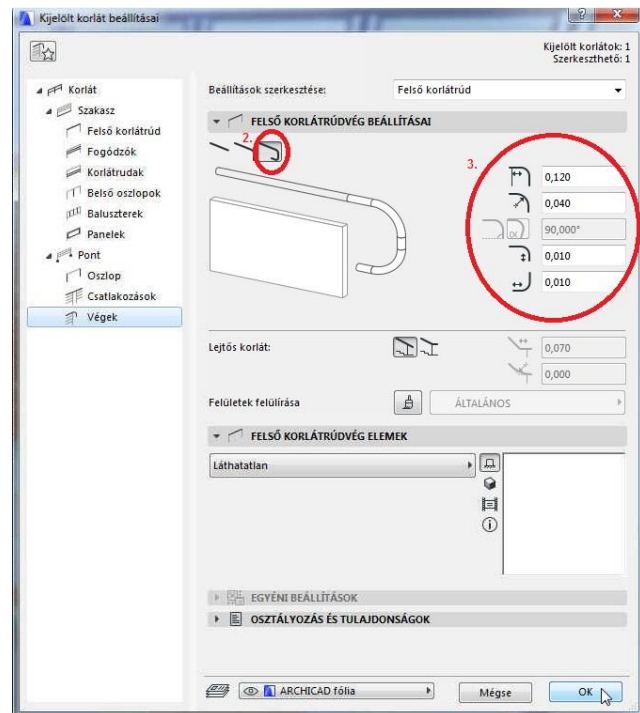 Kijelölt korlát beállításai
Kijelölt korlátok: 1
Szerkeszthető: 1
Korlát
Szakasz
Felső korlátrúd
Fogódzók
Korlátrudak
Belső oszlopok
Baluszterek
Panelek
Pont
Oszlop
Csatlakozások
Végek
Beállítások szerkesztése:
Felső korlátrúd
FELSŐ KORLÁTRÚDVÉG BEÁLLÍTÁSAI
2.
3.
0,120
0,040
90,000°
0,010
0,010
Lejtős korlát:
0,070
0,000
Felületek felülírása
ÁLTALÁNOS
FELSŐ KORLÁTRÚDVÉG ELEMEK
Láthatatlan
EGYÉNI BEÁLLÍTÁSOK
OSZTÁLYOZÁS ÉS TULAJDONSÁGOK
ARCHICAD fólia
Mégse
OK